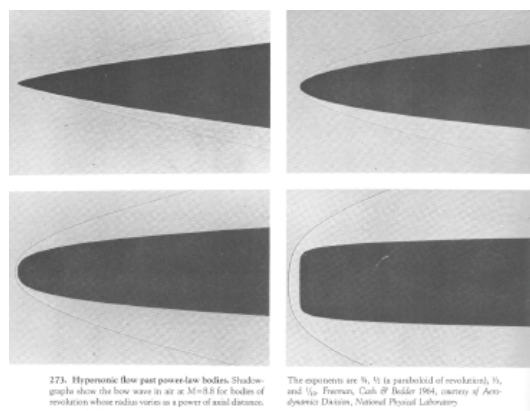 273. Hypersonic flow past power-law bodies. Shadow-
graphs show the bow wave in air at M=8.8 for bodies of
revolution whose radius varies as a power of axial distance.
The exponents are ¾, ½ (a paraboloid of revolution), ⅓,
and ⅒. Freeman, Cash & Bedder 1964, courtesy of Aero-
dynamics Division, National Physical Laboratory